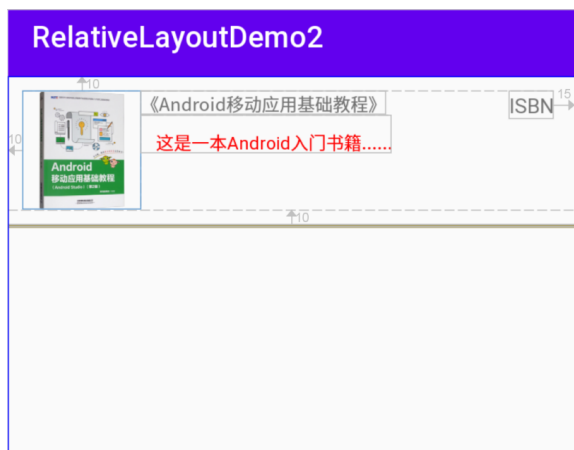 RelativeLayoutDemo2
10
15
《Android移动应用基础教程》
ISBN
10
这是一本Android入门书籍......
Android
移动应用基础教程
10